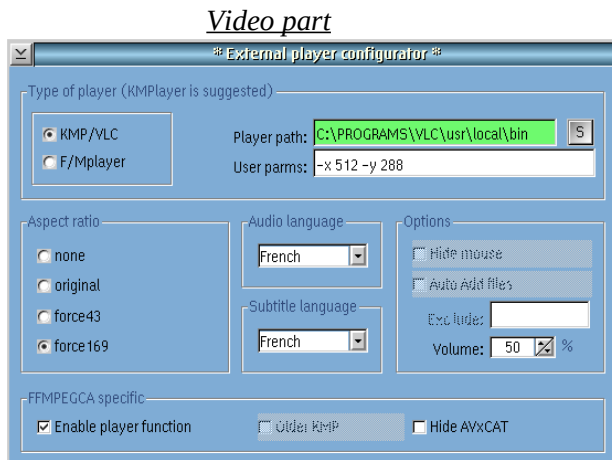 Video part
* External player configurator *
Type of player (KMPlayer is suggested)
KMP/VLC
F/Mplayer
Player path: C:\PROGRAMS\VLC\usr\local\bin S
User parms: -x 512 -y 288
Aspect ratio
none
original
force43
force169
Audio language
French
Subtitle language
French
Options
Hide mouse
Auto Add files
Exclude:
Volume: 50 %
FFMPEGCA specific
Enable player function
Older KMP
Hide AVxCAT